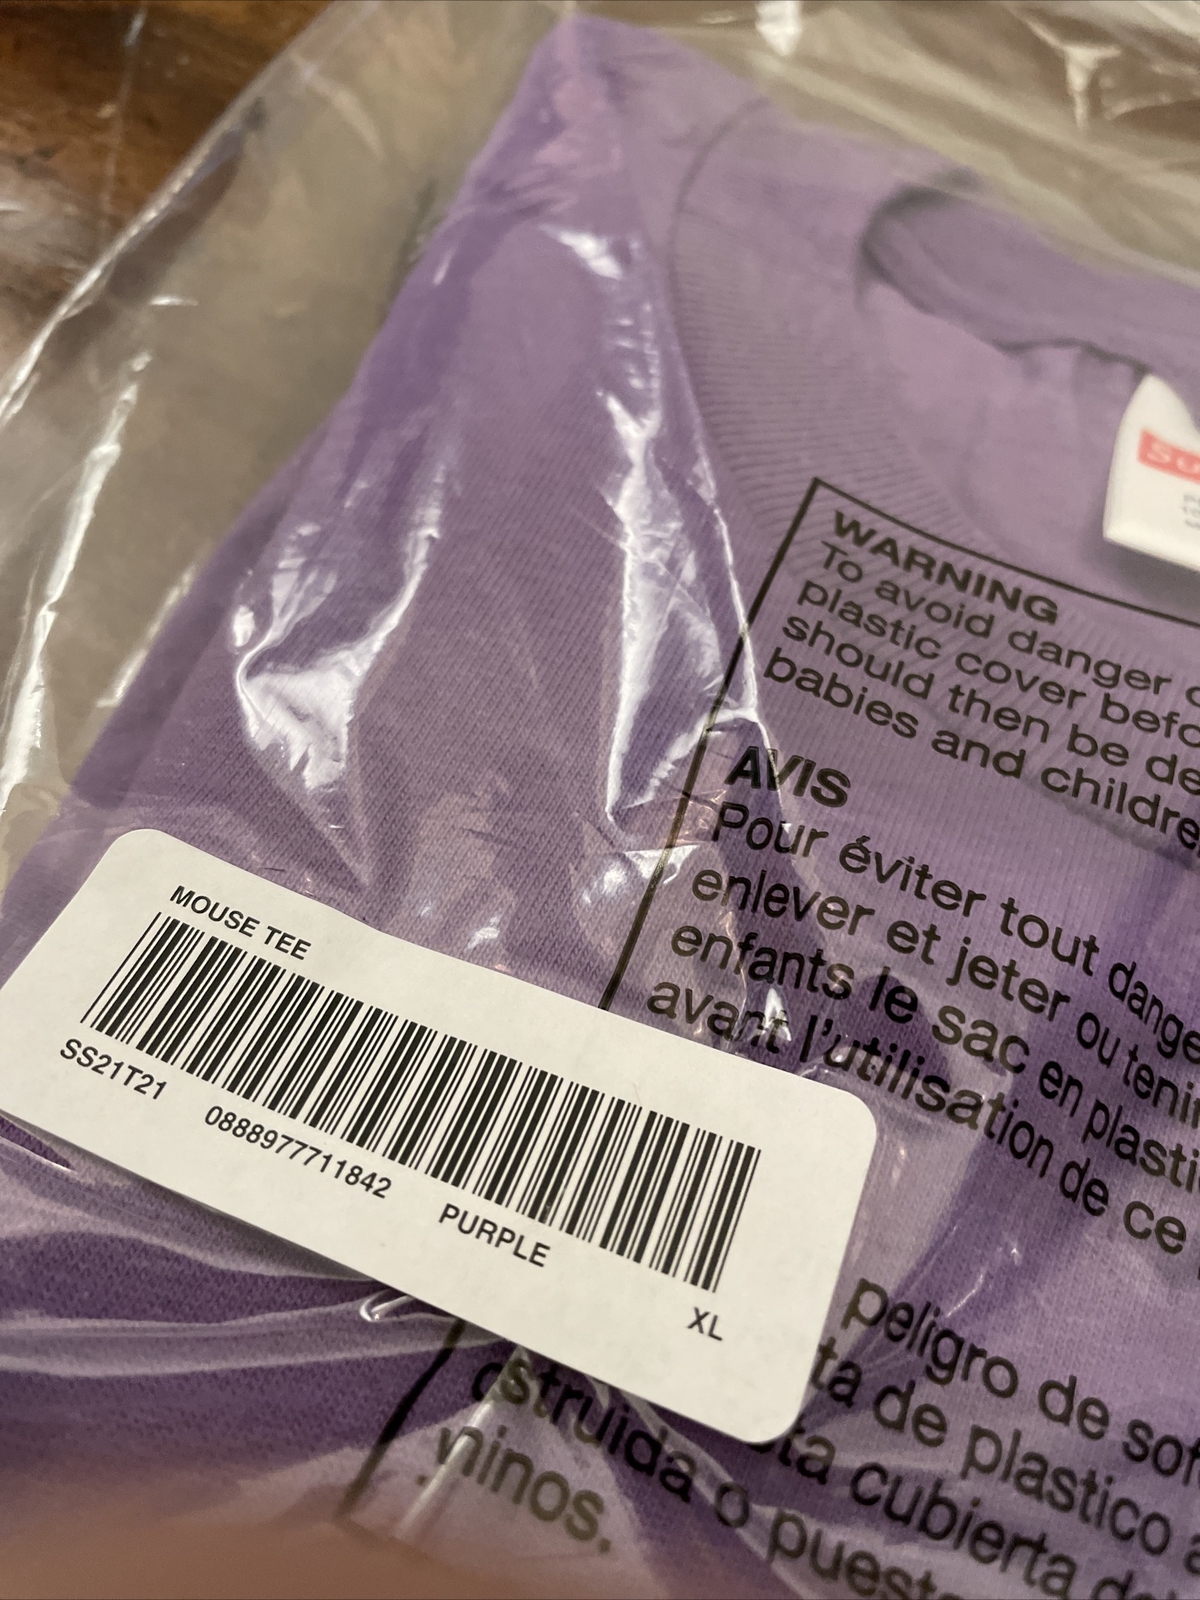 SU
WARNING
To avoid danger
plastic cover
should then be
babies and
AVIS
Pour éviter tout
enlever et jeter ou
enfants le sac en
avant l'utilisation de ce
MOUSE TEE
SS21T21 0888977711842 PURPLE XL
peligro de
de plastico
cubierta
o
ninos.